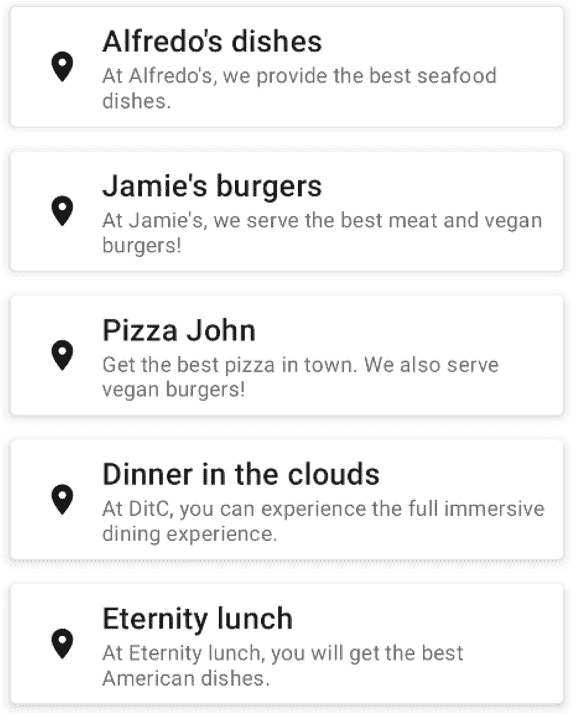 Alfredo's dishes
At Alfredo's, we provide the best seafood
dishes.
Jamie's burgers
At Jamie's, we serve the best meat and vegan
burgers!
Pizza John
Get the best pizza in town. We also serve
vegan burgers!
Dinner in the clouds
At DitC, you can experience the full immersive
dining experience.
Eternity lunch
At Eternity lunch, you will get the best
American dishes.